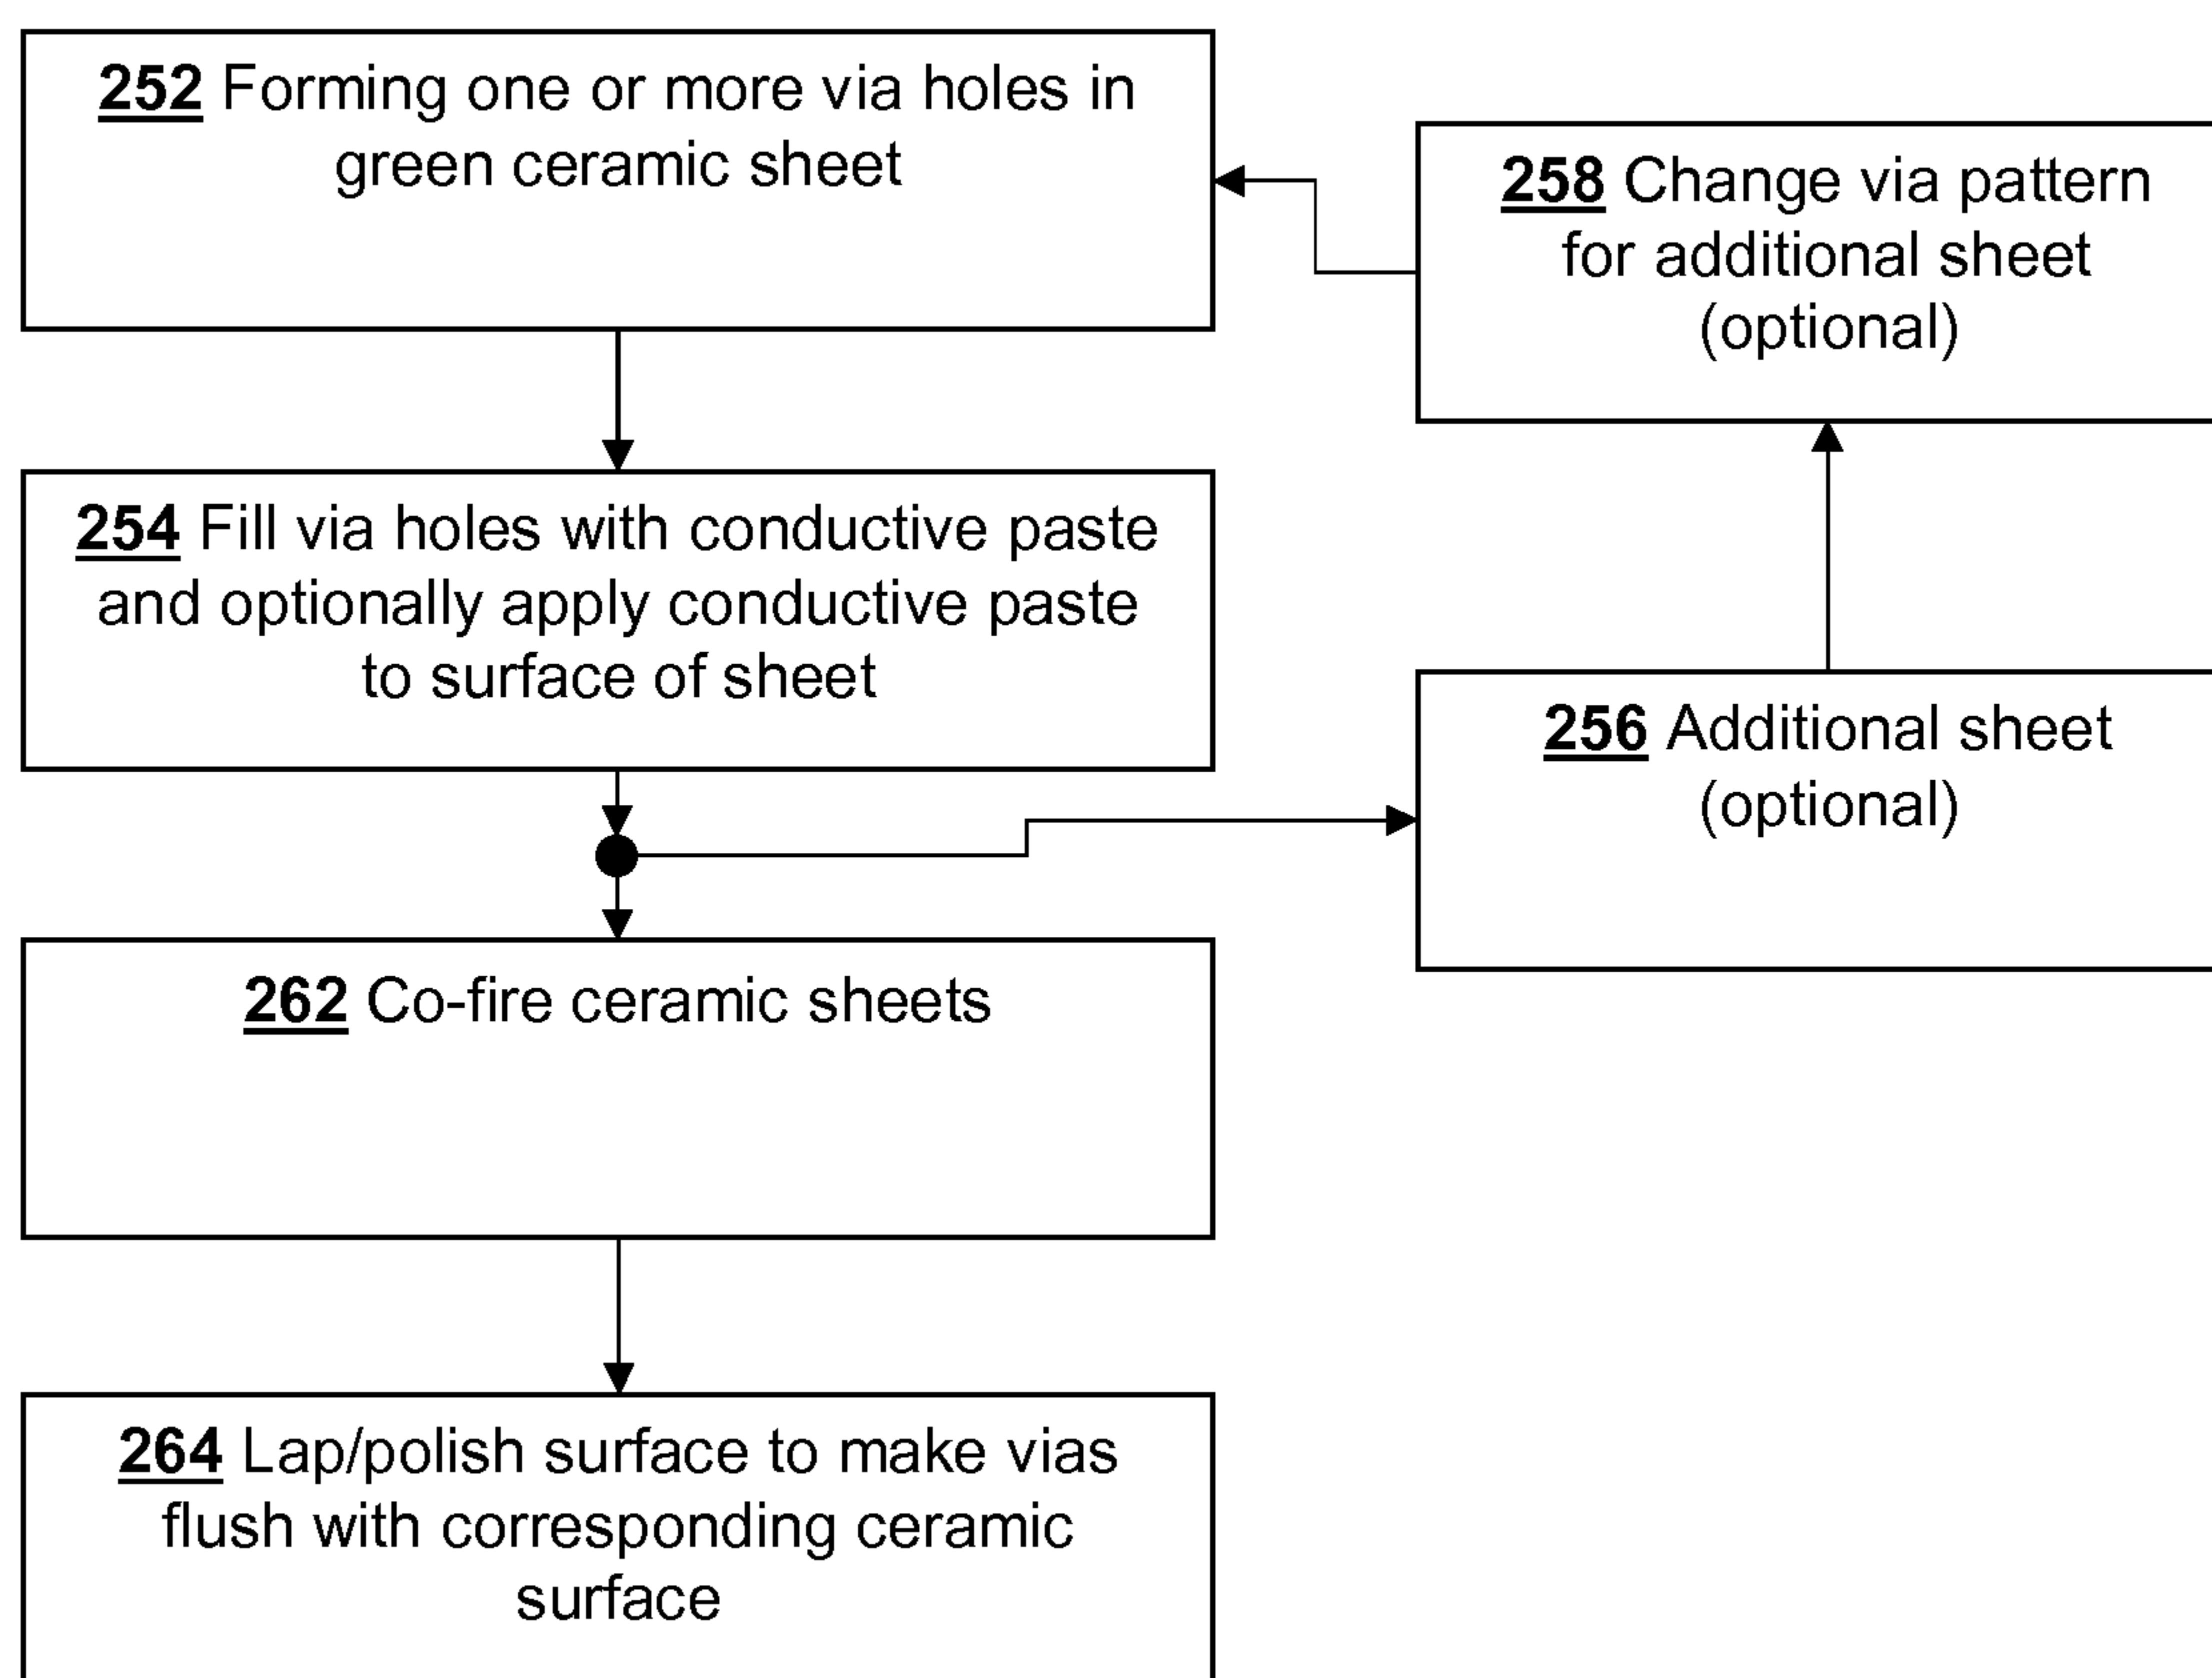 252 Forming one or more via holes in
green ceramic sheet
254 Fill via holes with conductive paste
and optionally apply conductive paste
to surface of sheet
256 Additional sheet
(optional)
258 Change via pattern
for additional sheet
(optional)
262 Co-fire ceramic sheets
264 Lap/polish surface to make vias
flush with corresponding ceramic
surface